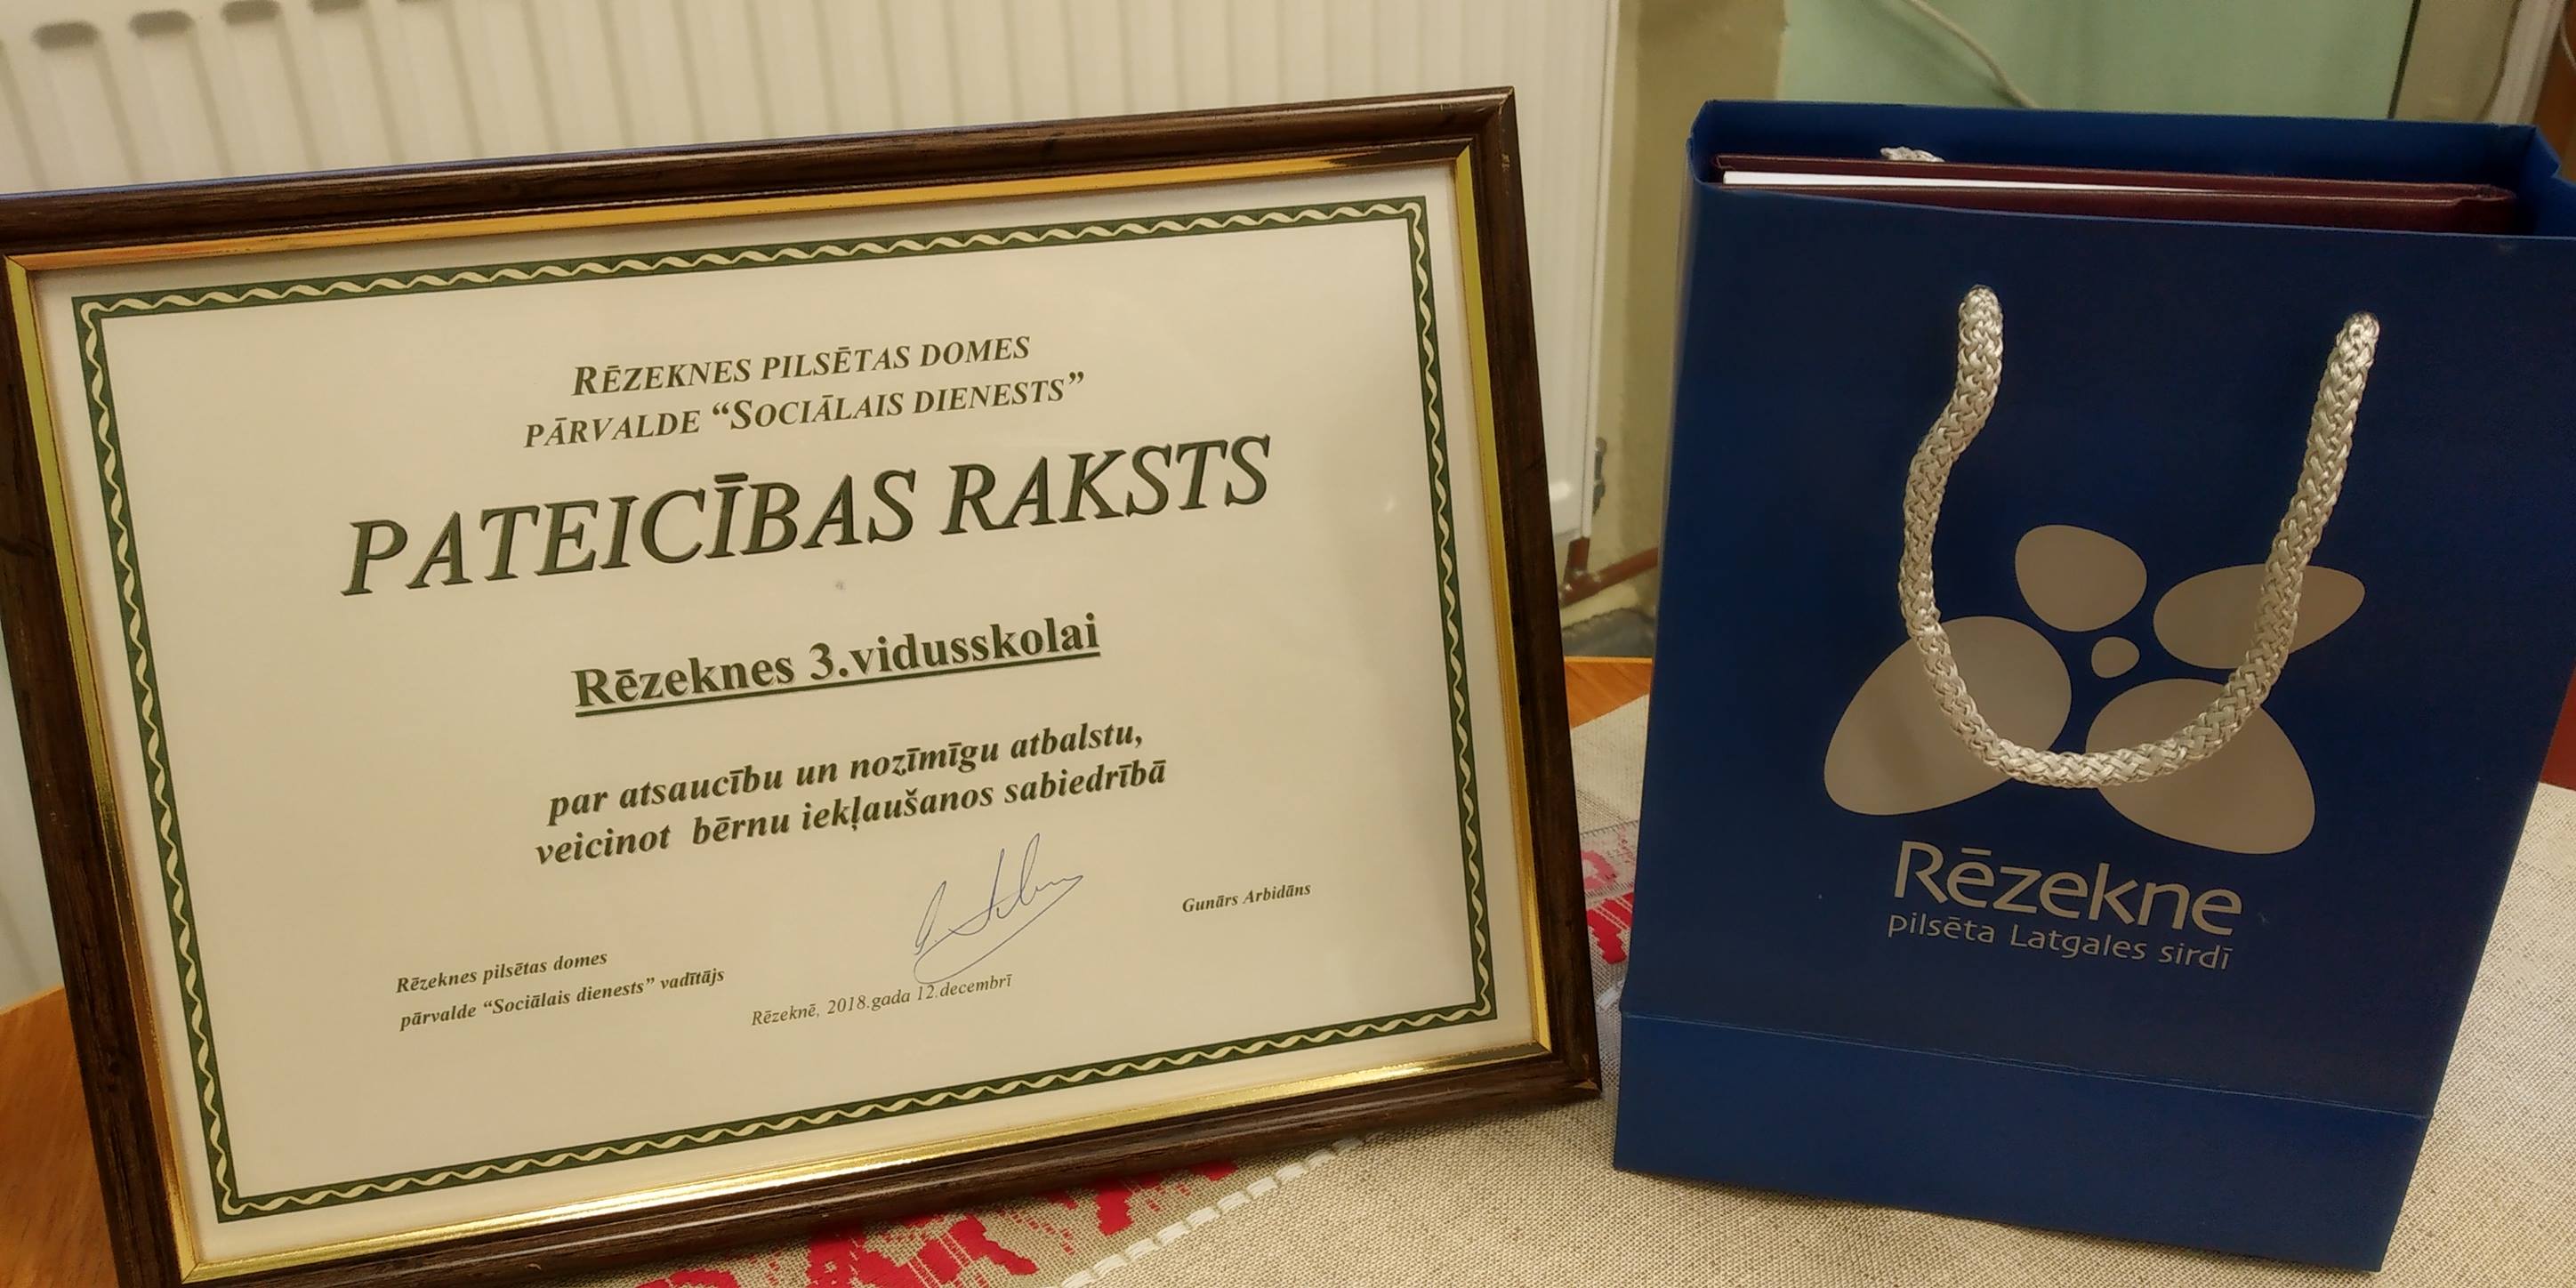 RĒZEKNES PILSĒTAS DOMES
PĀRVALDE “SOCIĀLAIS DIENESTS”
PATEICĪBAS RAKSTS
Rēzeknes 3.vidusskolai
par atsaucību un nozīmīgu atbalstu,
veicinot bērnu iekļaušanos sabiedrībā
Gunārs Arbidāns
Rēzeknes pilsētas domes
pārvalde “Sociālais dienests” vadītājs
Rēzeknē, 2018.gada 12.decembrī
Rēzekne
pilsēta Latgales sirdī